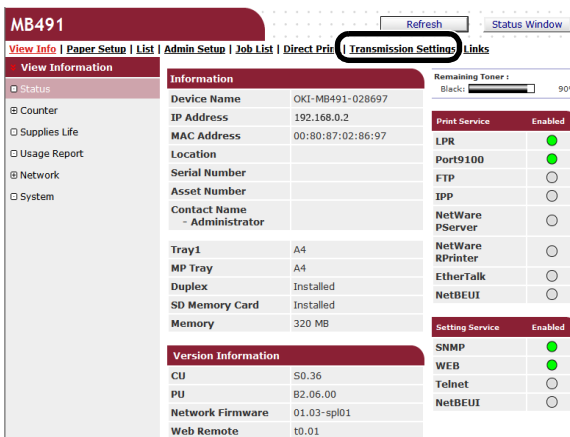 MB491
Refresh
Status Window
View Info | Paper Setup | List | Admin Setup | Job List | Direct Prin | Transmission Settings Links
View Information
Status
Counter
Supplies Life
Usage Report
Network
System
Information
Device Name OKI-MB491-028697
IP Address 192.168.0.2
MAC Address 00:80:87:02:86:97
Location
Serial Number
Asset Number
Contact Name
- Administrator
Tray1 A4
MP Tray A4
Duplex Installed
SD Memory Card Installed
Memory 320 MB
Version Information
CU S0.36
PU B2.06.00
Network Firmware 01.03-spl01
Web Remote t0.01
Remaining Toner :
Black: 90%
Print Service Enabled
LPR
Port9100
FTP
IPP
NetWare
PServer
NetWare
RPrinter
EtherTalk
NetBEUI
Setting Service Enabled
SNMP
WEB
Telnet
NetBEUI